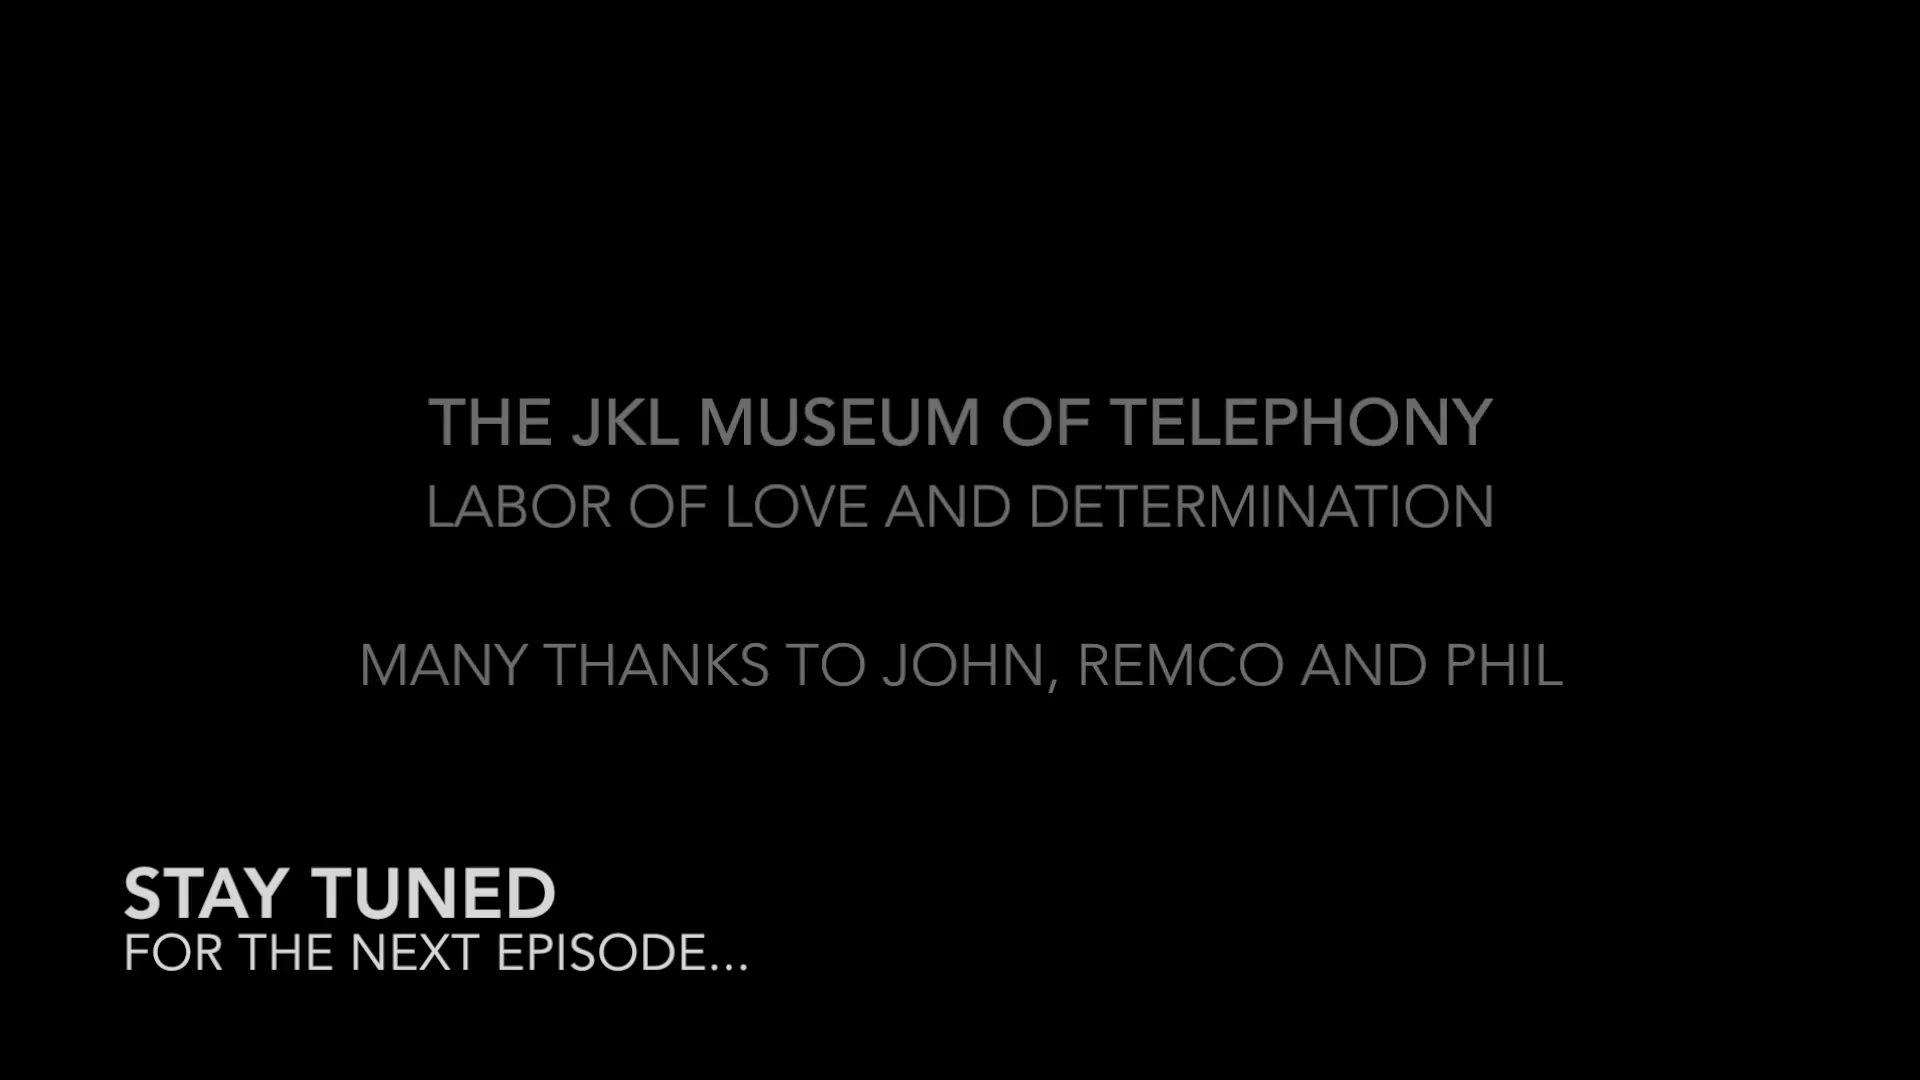 THE JKL MUSEUM OF TELEPHONY
LABOR OF LOVE AND DETERMINATION
MANY THANKS TO JOHN, REMCO AND PHIL
STAY TUNED
FOR THE NEXT EPISODE...